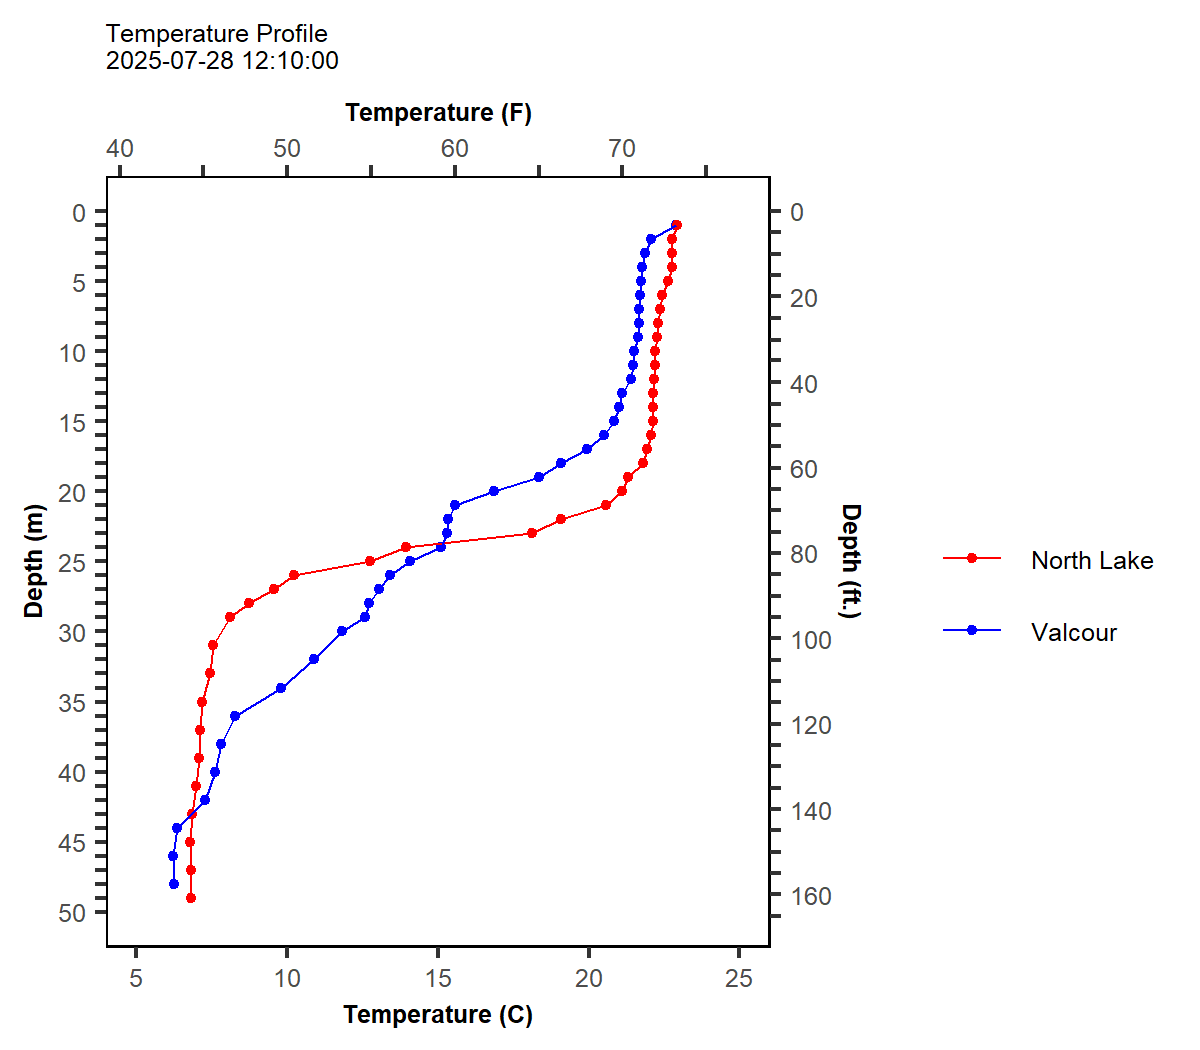 Temperature Profile
2025-07-28 12:10:00
Temperature (F)
40 50 60 70
0
5
10
15
20
25
30
35
40
45
50
Depth (m)
0
20
40
60
80
100
120
140
160
Depth (ft.)
North Lake
Valcour
5 10 15 20 25
Temperature (C)